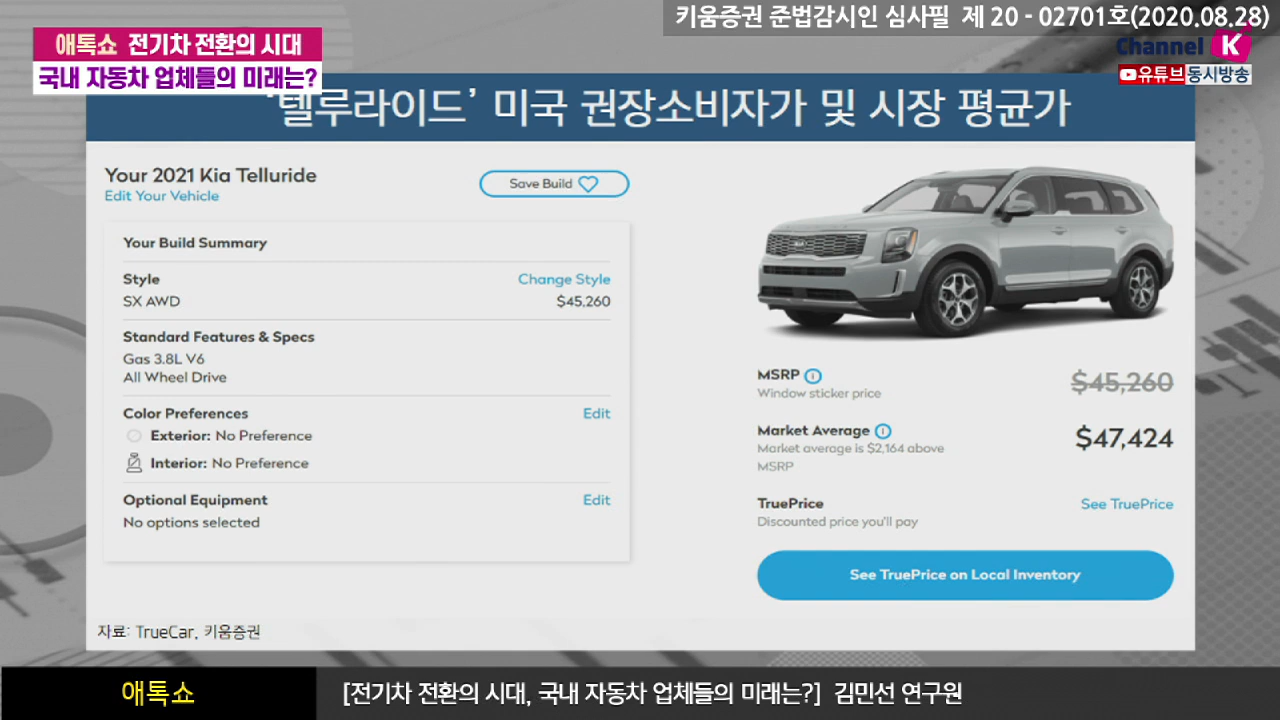 키움증권 준법감시인 심사필 제 20 - 02701호(2020.08.28)
애톡쇼 전기차 전환의 시대
국내 자동차 업체들의 미래는?
Channel K
유튜브 동시방송
‘텔루라이드’ 미국 권장소비자가 및 시장 평균가
Your 2021 Kia Telluride
Edit Your Vehicle
Save Build
Your Build Summary
Style Change Style
SX AWD $45,260
Standard Features & Specs
Gas 3.8L V6
All Wheel Drive
Color Preferences Edit
Exterior: No Preference
Interior: No Preference
Optional Equipment Edit
No options selected
MSRP
Window sticker price
$45,260
Market Average
Market average is $2,164 above
MSRP
$47,424
TruePrice See TruePrice
Discounted price you'll pay
See TruePrice on Local Inventory
자료: TrueCar, 키움증권
애톡쇼 [전기차 전환의 시대, 국내 자동차 업체들의 미래는?] 김민선 연구원